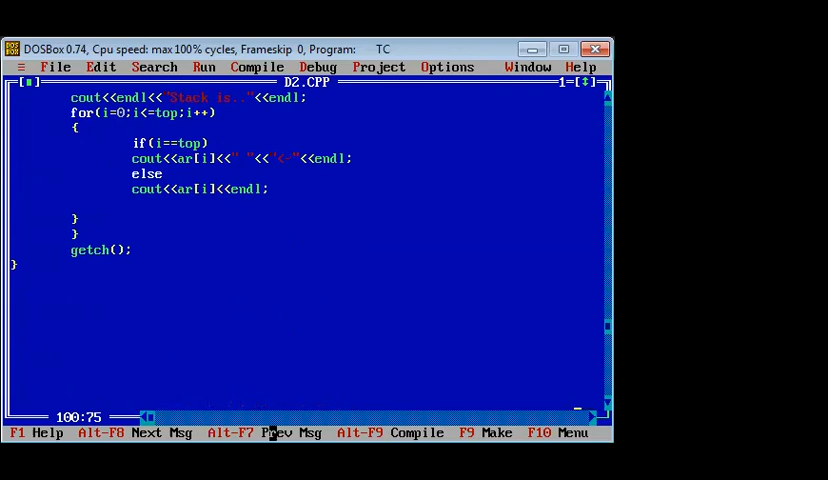 DOSBox 0.74, Cpu speed: max 100% cycles, Frameskip 0, Program: TC
≡ File Edit Search Run Compile Debug Project Options Window Help
[■] D2.CPP 1=[↕]
cout<<endl<<"Stack is.."<<endl;
for(i=0;i<=top;i++)
{
if(i==top)
cout<<ar[i]<<" "<<"<-"<<endl;
else
cout<<ar[i]<<endl;
}
}
getch();
}
100:75
F1 Help Alt-F8 Next Msg Alt-F7 Prev Msg Alt-F9 Compile F9 Make F10 Menu